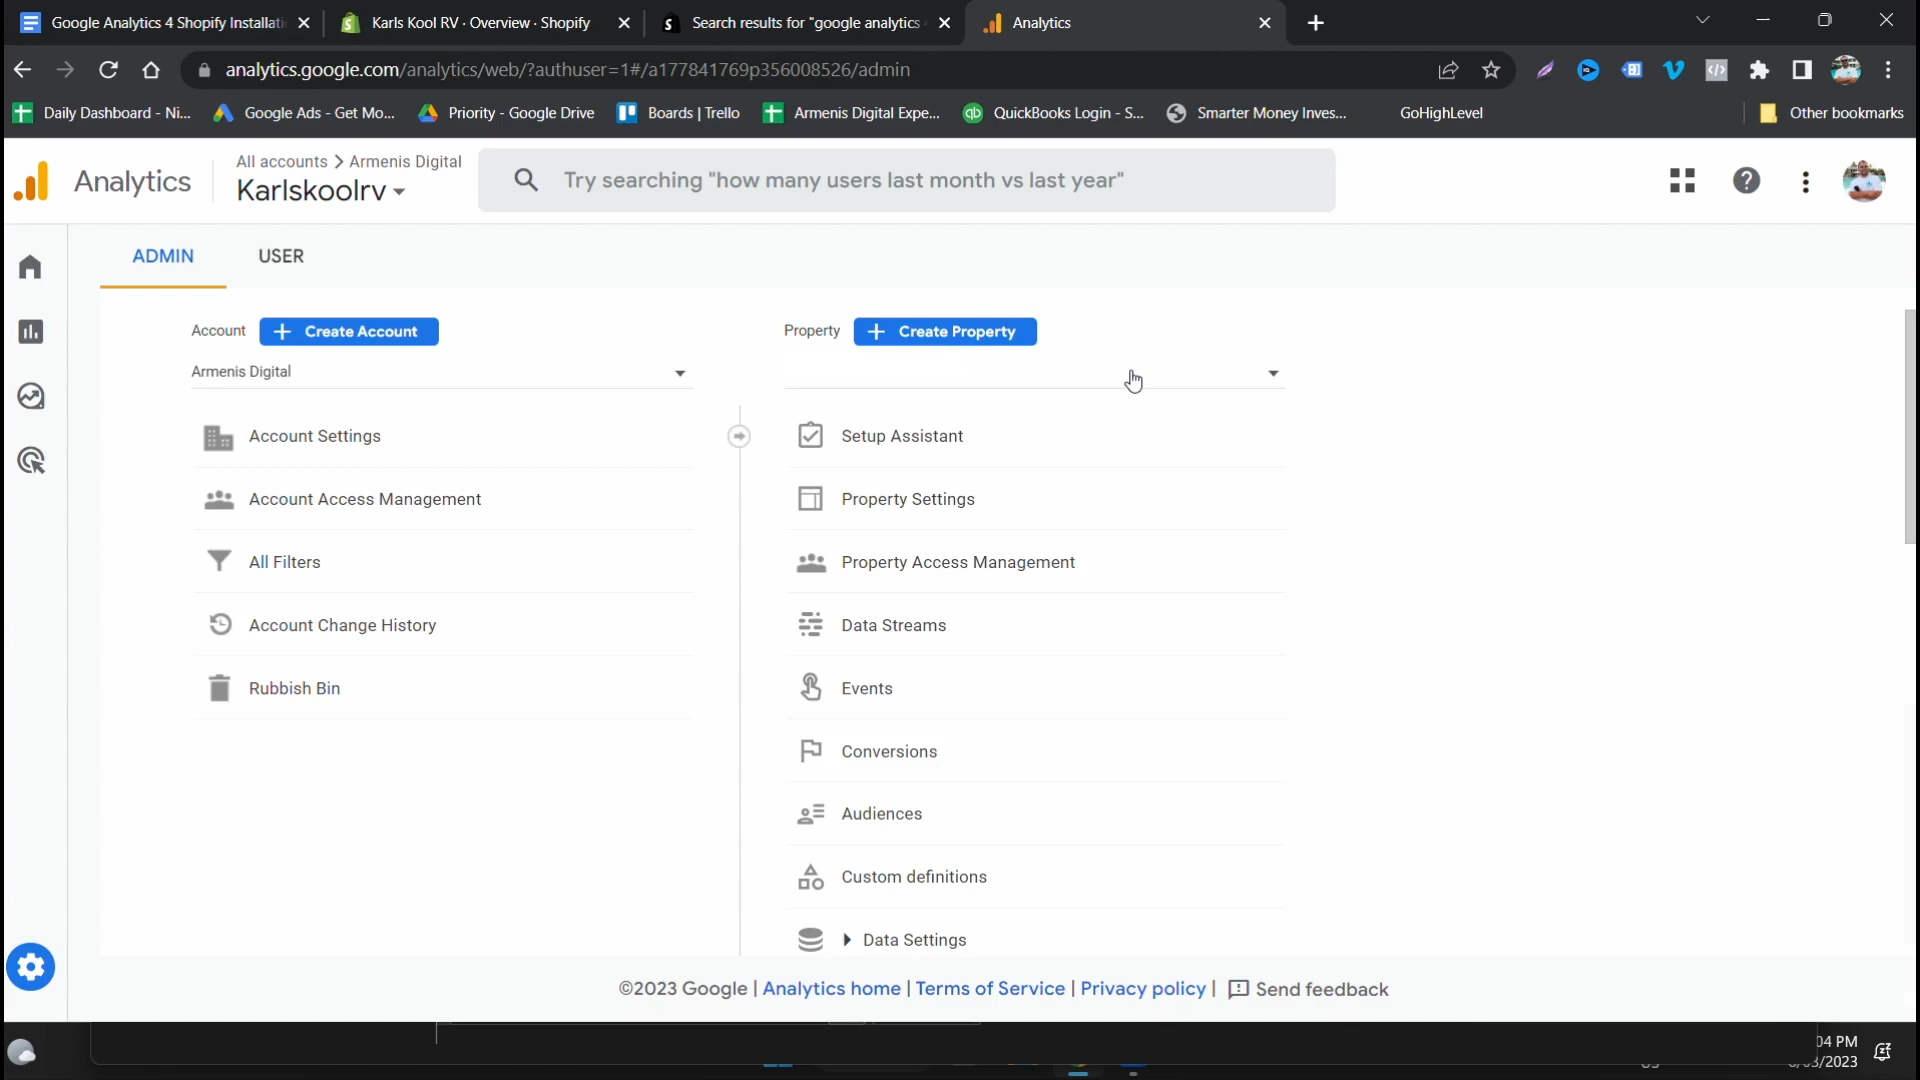 Google Analytics 4 Shopify Installati
Karls Kool RV · Overview · Shopify
Search results for "google analytics
Analytics
analytics.google.com/analytics/web/?authuser=1#/a177841769p356008526/admin
Daily Dashboard - Ni...
Google Ads - Get Mo...
Priority - Google Drive
Boards | Trello
Armenis Digital Expe...
QuickBooks Login - S...
Smarter Money Inves...
GoHighLevel
Other bookmarks
Analytics
All accounts > Armenis Digital
Karlskoolrv
Try searching "how many users last month vs last year"
ADMIN
USER
Account
+ Create Account
Armenis Digital
Account Settings
Account Access Management
All Filters
Account Change History
Rubbish Bin
Property
+ Create Property
Setup Assistant
Property Settings
Property Access Management
Data Streams
Events
Conversions
Audiences
Custom definitions
Data Settings
©2023 Google | Analytics home | Terms of Service | Privacy policy | Send feedback
04 PM
/2023